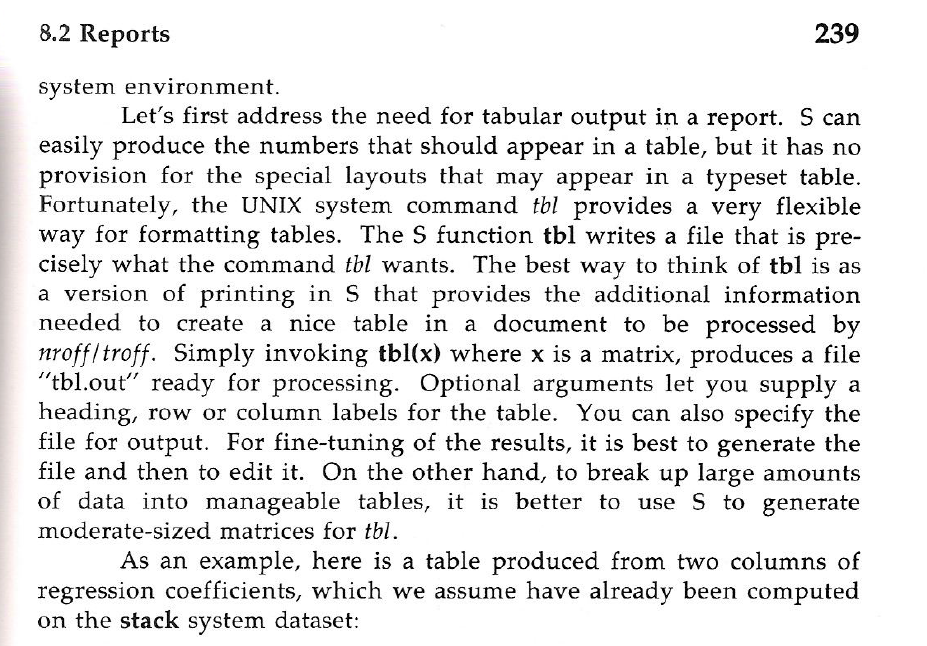 8.2 Reports 239
system environment.
Let's first address the need for tabular output in a report. S can
easily produce the numbers that should appear in a table, but it has no
provision for the special layouts that may appear in a typeset table.
Fortunately, the UNIX system command tbl provides a very flexible
way for formatting tables. The S function tbl writes a file that is pre-
cisely what the command tbl wants. The best way to think of tbl is as
a version of printing in S that provides the additional information
needed to create a nice table in a document to be processed by
nroff/troff. Simply invoking tbl(x) where x is a matrix, produces a file
"tbl.out" ready for processing. Optional arguments let you supply a
heading, row or column labels for the table. You can also specify the
file for output. For fine-tuning of the results, it is best to generate the
file and then to edit it. On the other hand, to break up large amounts
of data into manageable tables, it is better to use S to generate
moderate-sized matrices for tbl.
As an example, here is a table produced from two columns of
regression coefficients, which we assume have already been computed
on the stack system dataset: